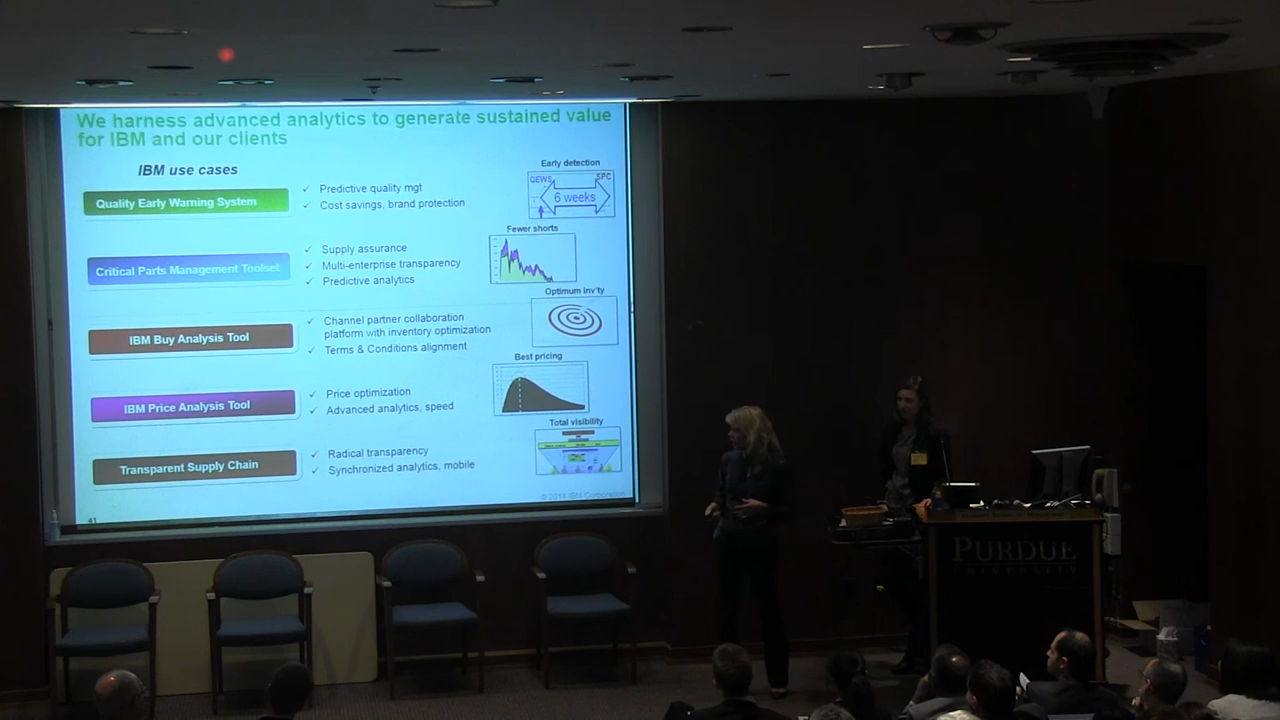 We harness advanced analytics to generate sustained value
for IBM and our clients
IBM use cases
Quality Early Warning System
✓ Predictive quality mgt
✓ Cost savings, brand protection
Early detection
QEWS
SPC
6 weeks
Critical Parts Management Toolset
✓ Supply assurance
✓ Multi-enterprise transparency
✓ Predictive analytics
Fewer shorts
IBM Buy Analysis Tool
✓ Channel partner collaboration
platform with inventory optimization
✓ Terms & Conditions alignment
Optimum inv'ty
IBM Price Analysis Tool
✓ Price optimization
✓ Advanced analytics, speed
Best pricing
Transparent Supply Chain
✓ Radical transparency
✓ Synchronized analytics, mobile
Total visibility
© 2014 IBM Corporation
41
PURDUE
UNIVERSITY